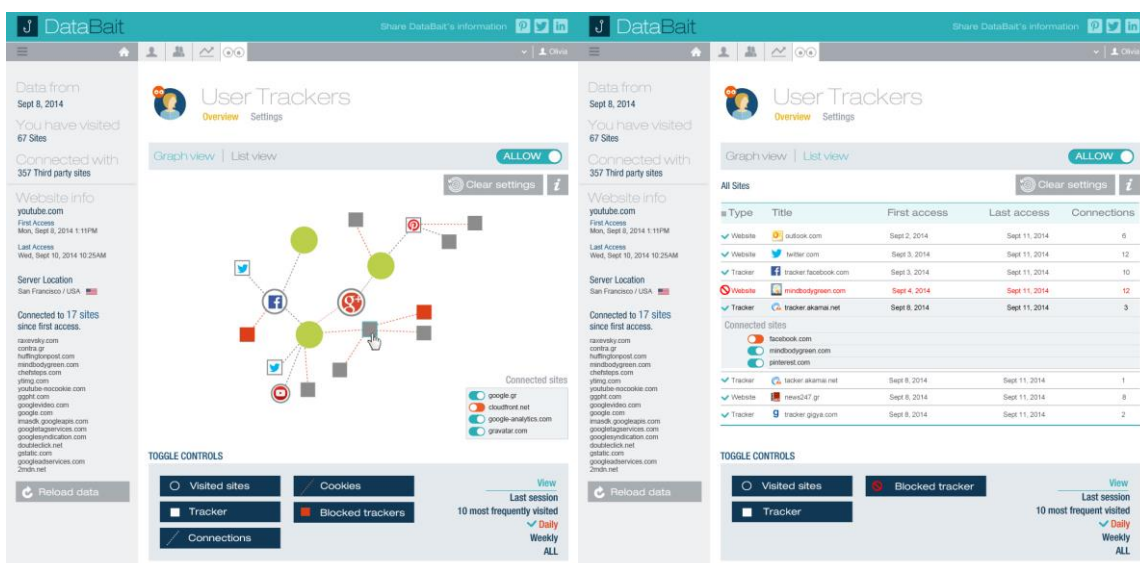 DataBait
Share DataBait's information
Olivia
Data from
Sept 8, 2014
You have visited
67 Sites
Connected with
357 Third party sites
Website info
youtube.com
First Access
Mon, Sept 8, 2014 1:11PM
Last Access
Wed, Sept 10, 2014 10:25AM
Server Location
San Francisco / USA
Connected to 17 sites
since first access.
raxevsky.com
contra.gr
huffingtonpost.com
mindbodygreen.com
chefsteps.com
ytimg.com
youtube-nocookie.com
ggpht.com
googlevideo.com
google.com
imasdk.googleapis.com
googletagservices.com
googlesyndication.com
doubleclick.net
gstatic.com
googleadservices.com
2mdn.net
Reload data
User Trackers
Overview Settings
Graph view | List view
ALLOW
Clear settings i
g+
Connected sites
google.gr
cloudfront.net
google-analytics.com
gravatar.com
TOGGLE CONTROLS
Visited sites
Cookies
Tracker
Blocked trackers
Connections
View
Last session
10 most frequently visited
Daily
Weekly
ALL
DataBait
Share DataBait's information
Olivia
Data from
Sept 8, 2014
You have visited
67 Sites
Connected with
357 Third party sites
Website info
youtube.com
First Access
Mon, Sept 8, 2014 1:11PM
Last Access
Wed, Sept 10, 2014 10:25AM
Server Location
San Francisco / USA
Connected to 17 sites
since first access.
raxevsky.com
contra.gr
huffingtonpost.com
mindbodygreen.com
chefsteps.com
ytimg.com
youtube-nocookie.com
ggpht.com
googlevideo.com
google.com
imasdk.googleapis.com
googletagservices.com
googlesyndication.com
doubleclick.net
gstatic.com
googleadservices.com
2mdn.net
Reload data
User Trackers
Overview Settings
Graph view | List view
ALLOW
All Sites
Clear settings i
Type Title First access Last access Connections
Website outlook.com Sept 2, 2014 Sept 11, 2014 6
Website twitter.com Sept 3, 2014 Sept 11, 2014 12
Tracker tracker facebook.com Sept 3, 2014 Sept 11, 2014 10
Website mindbodygreen.com Sept 4, 2014 Sept 11, 2014 12
Tracker tracker.akamai.net Sept 8, 2014 Sept 11, 2014 3
Connected sites
facebook.com
mindbodygreen.com
pinterest.com
Tracker tacker akamai.net Sept 8, 2014 Sept 11, 2014 1
Website news247.gr Sept 8, 2014 Sept 11, 2014 8
Tracker tracker gigya.com Sept 8, 2014 Sept 11, 2014 2
TOGGLE CONTROLS
Visited sites
Blocked tracker
Tracker
View
Last session
10 most frequent visited
Daily
Weekly
ALL